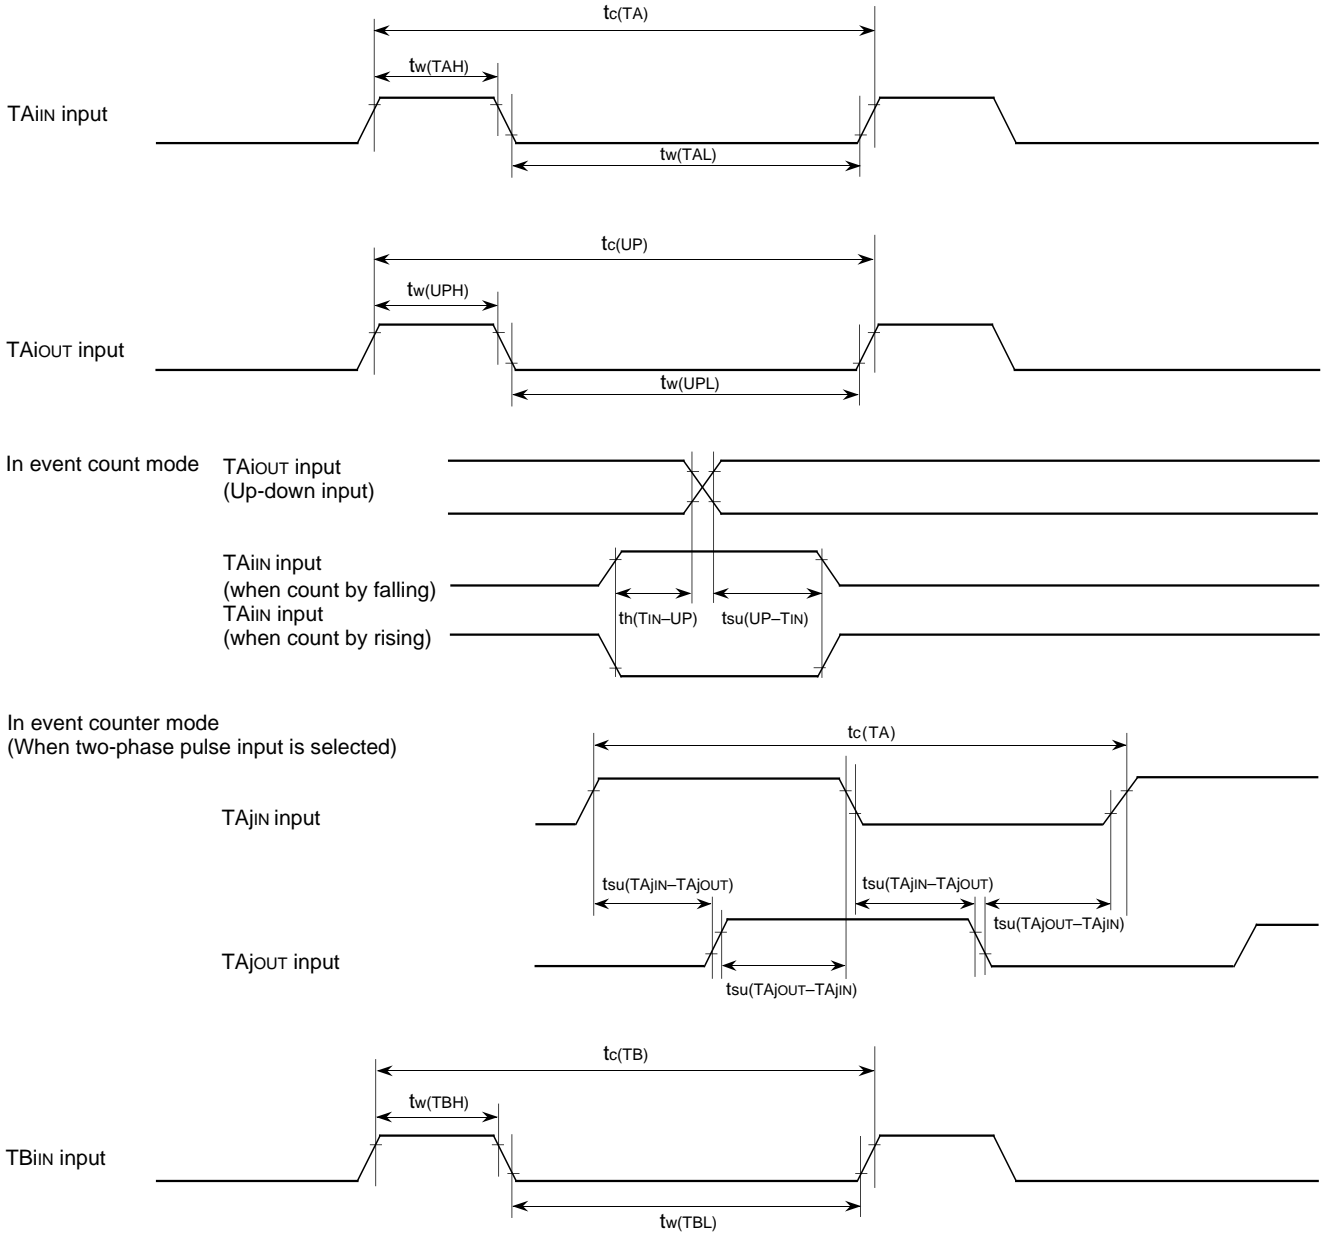 tc(TA)
tw(TAH)
TAiIN input
tw(TAL)
tc(UP)
tw(UPH)
TAiOUT input
tw(UPL)
In event count mode
TAiOUT input
(Up-down input)
TAiIN input
(when count by falling)
TAiIN input
(when count by rising)
th(TIN–UP)
tsu(UP–TIN)
In event counter mode
(When two-phase pulse input is selected)
tc(TA)
TAjIN input
tsu(TAjIN–TAjOUT)
tsu(TAjIN–TAjOUT)
tsu(TAjOUT–TAjIN)
TAjOUT input
tsu(TAjOUT–TAjIN)
tc(TB)
tw(TBH)
TBiIN input
tw(TBL)